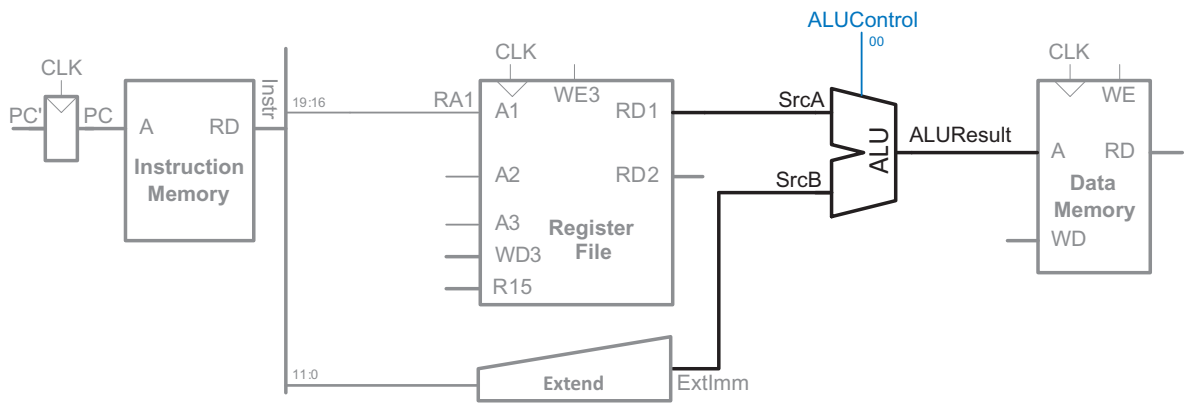 ALUControl
00
CLK
PC'
PC
A
RD
Instruction
Memory
Instr
19:16
RA1
CLK
WE3
A1
RD1
A2
RD2
A3
WD3
R15
Register
File
11:0
Extend
ExtImm
SrcA
SrcB
ALU
ALUResult
CLK
WE
A
RD
Data
Memory
WD